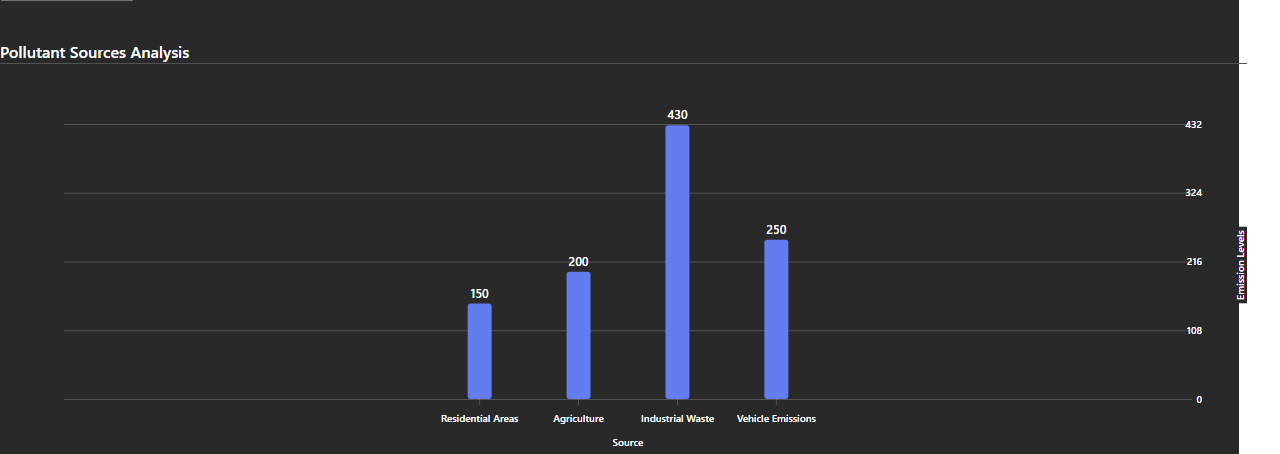 Pollutant Sources Analysis
430
432
324
250
200
216
Emission Levels
150
108
0
Residential Areas
Agriculture
Industrial Waste
Vehicle Emissions
Source